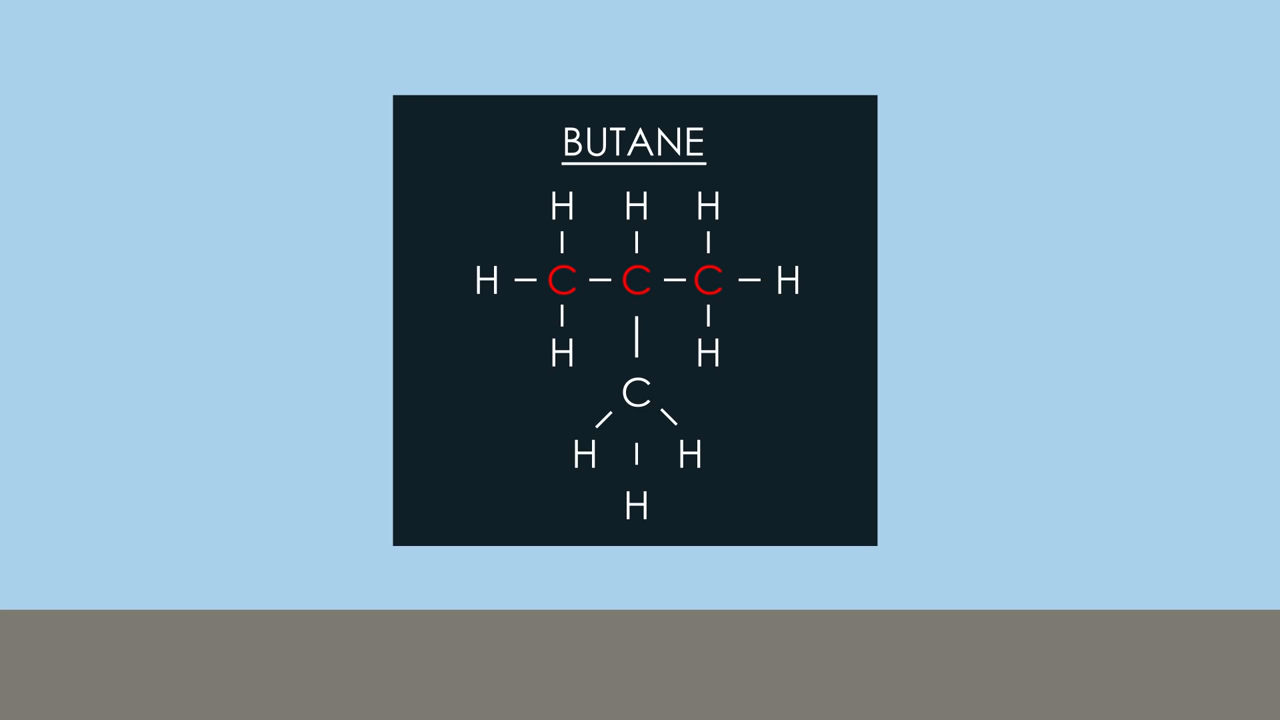 BUTANE
H H H
H – C – C – C – H
H H
C
H H
H